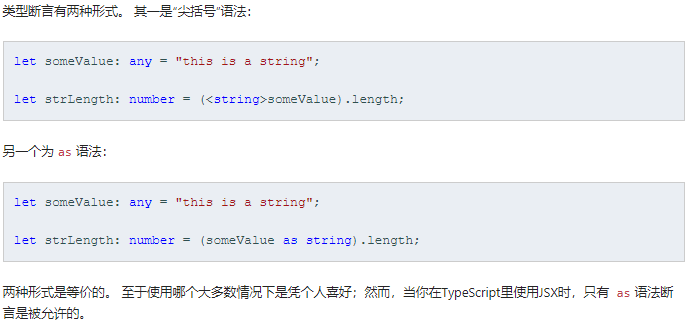 类型断言有两种形式。 其一是“尖括号”语法：
let someValue: any = "this is a string";
let strLength: number = (<string>someValue).length;
另一个为 as 语法：
let someValue: any = "this is a string";
let strLength: number = (someValue as string).length;
两种形式是等价的。 至于使用哪个大多数情况下是凭个人喜好；然而，当你在TypeScript里使用JSX时，只有 as 语法断
言是被允许的。